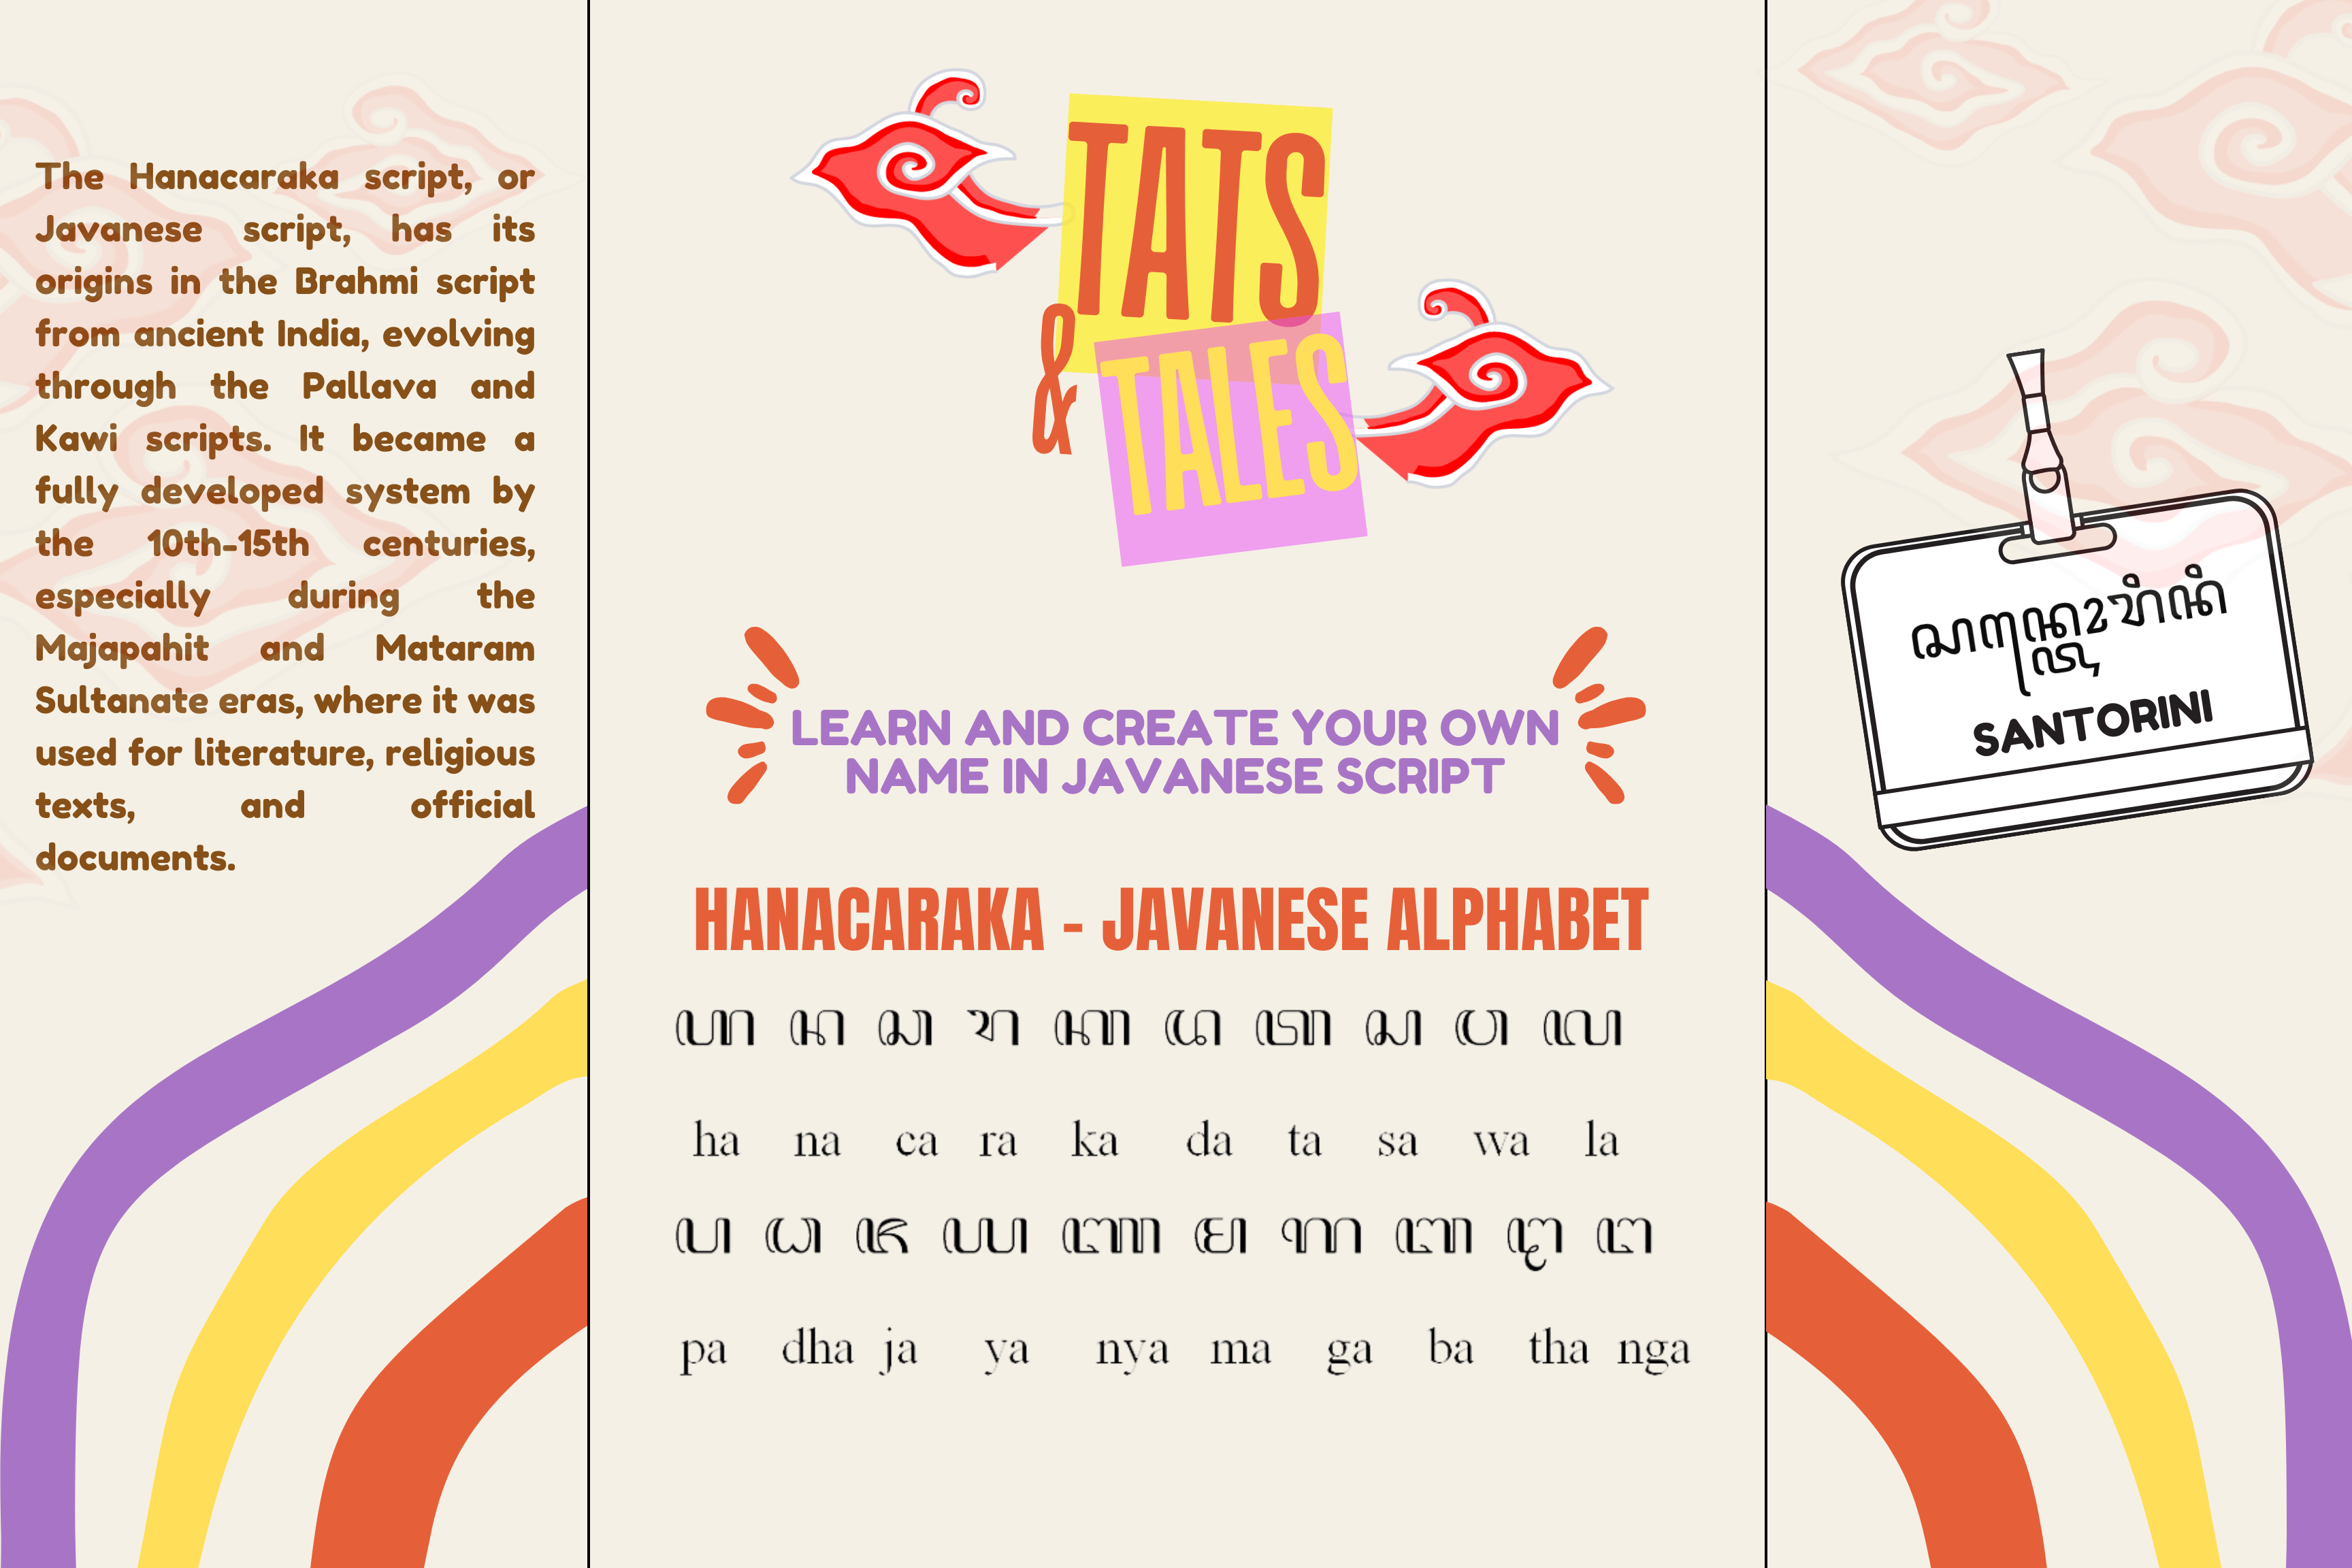 The Hanacaraka script, or
Javanese script, has its
origins in the Brahmi script
from ancient India, evolving
through the Pallava and
Kawi scripts. It became a
fully developed system by
the 10th-15th centuries,
especially during the
Majapahit and Mataram
Sultanate eras, where it was
used for literature, religious
texts, and official
documents.
TATS
&
TALES
LEARN AND CREATE YOUR OWN
NAME IN JAVANESE SCRIPT
HANACARAKA - JAVANESE ALPHABET
ꦲ ꦤ ꦕ ꦫ ꦏ ꦢ ꦠ ꦱ ꦮ ꦭ
ha na ca ra ka da ta sa wa la
ꦥ ꦣ ꦗ ꦪ ꦚ ꦩ ꦒ ꦧ ꦛ ꦔ
pa dha ja ya nya ma ga ba tha nga
ꦱꦤ꧀ꦠꦺꦴꦫꦶꦤꦶ
SANTORINI